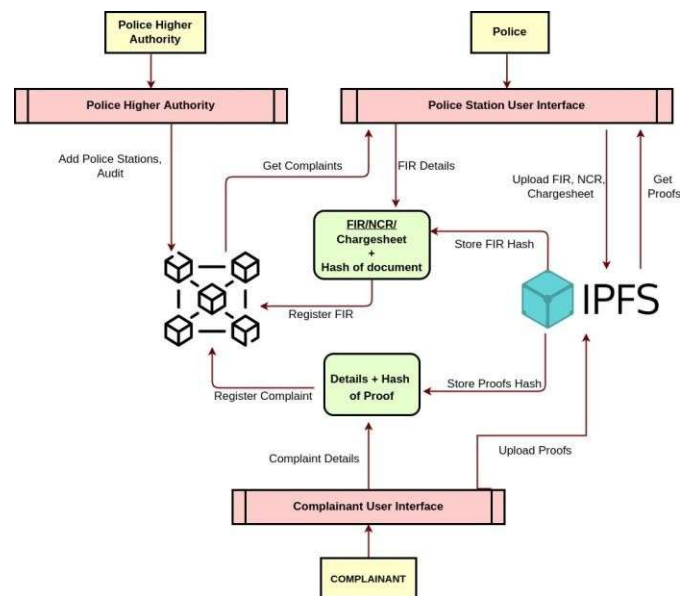 Police Higher
Authority
Police
Police Higher Authority
Police Station User Interface
Add Police Stations,
Audit
Get Complaints
FIR Details
Upload FIR, NCR,
Chargesheet
Get
Proofs
FIR/NCR/
Chargesheet
+
Hash of document
Store FIR Hash
IPFS
Register FIR
Details + Hash
of Proof
Store Proofs Hash
Register Complaint
Complaint Details
Upload Proofs
Complainant User Interface
COMPLAINANT